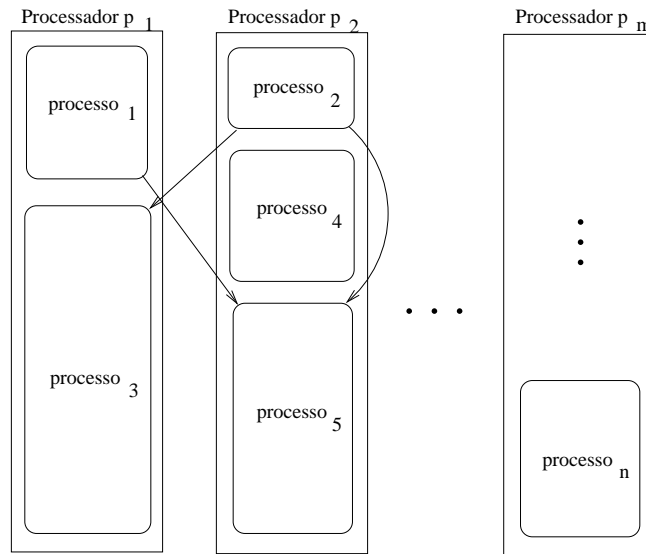 Processador p 1
Processador p 2
Processador p m
processo 1
processo 2
processo 4
processo 3
processo 5
processo n